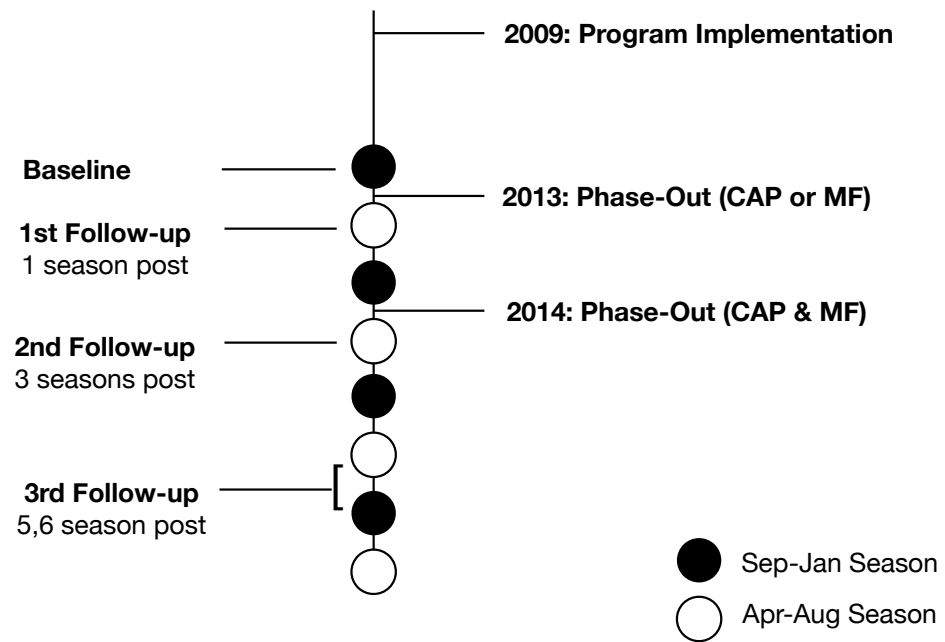 2009: Program Implementation
Baseline
2013: Phase-Out (CAP or MF)
1st Follow-up
1 season post
2014: Phase-Out (CAP & MF)
2nd Follow-up
3 seasons post
3rd Follow-up
5,6 season post
Sep-Jan Season
Apr-Aug Season